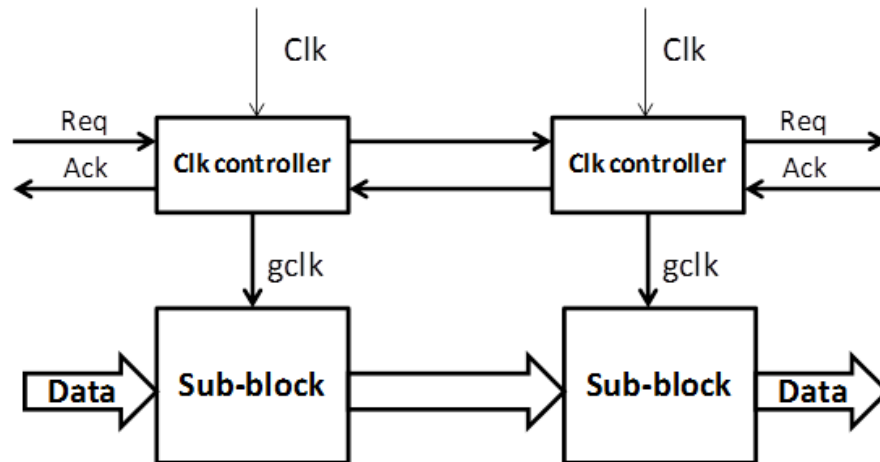 Clk
Clk
Req
Clk controller
Clk controller
Req
Ack
Ack
gclk
gclk
Data
Sub-block
Sub-block
Data